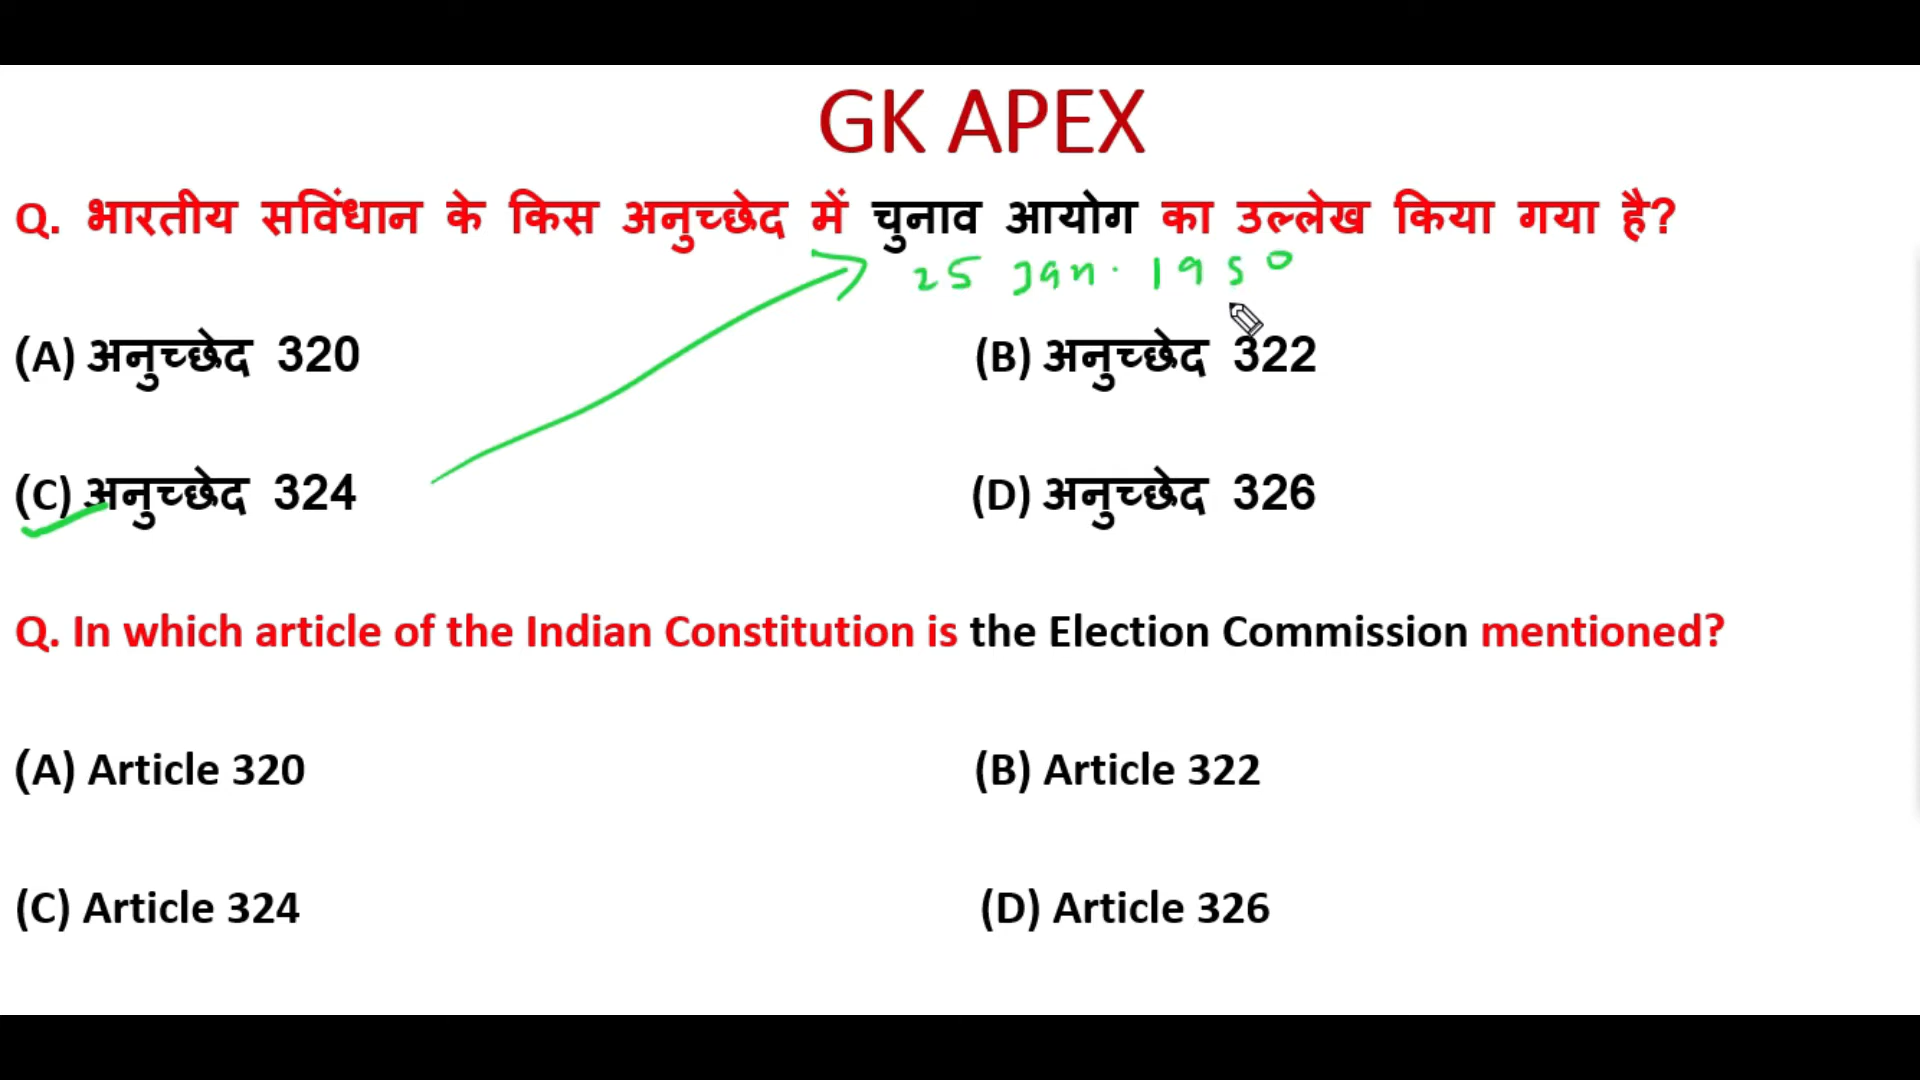 GK APEX
Q. भारतीय सविंधान के किस अनुच्छेद में चुनाव आयोग का उल्लेख किया गया है?
25 Jan. 1950
(A) अनुच्छेद 320
(B) अनुच्छेद 322
(C) अनुच्छेद 324
(D) अनुच्छेद 326
Q. In which article of the Indian Constitution is the Election Commission mentioned?
(A) Article 320
(B) Article 322
(C) Article 324
(D) Article 326